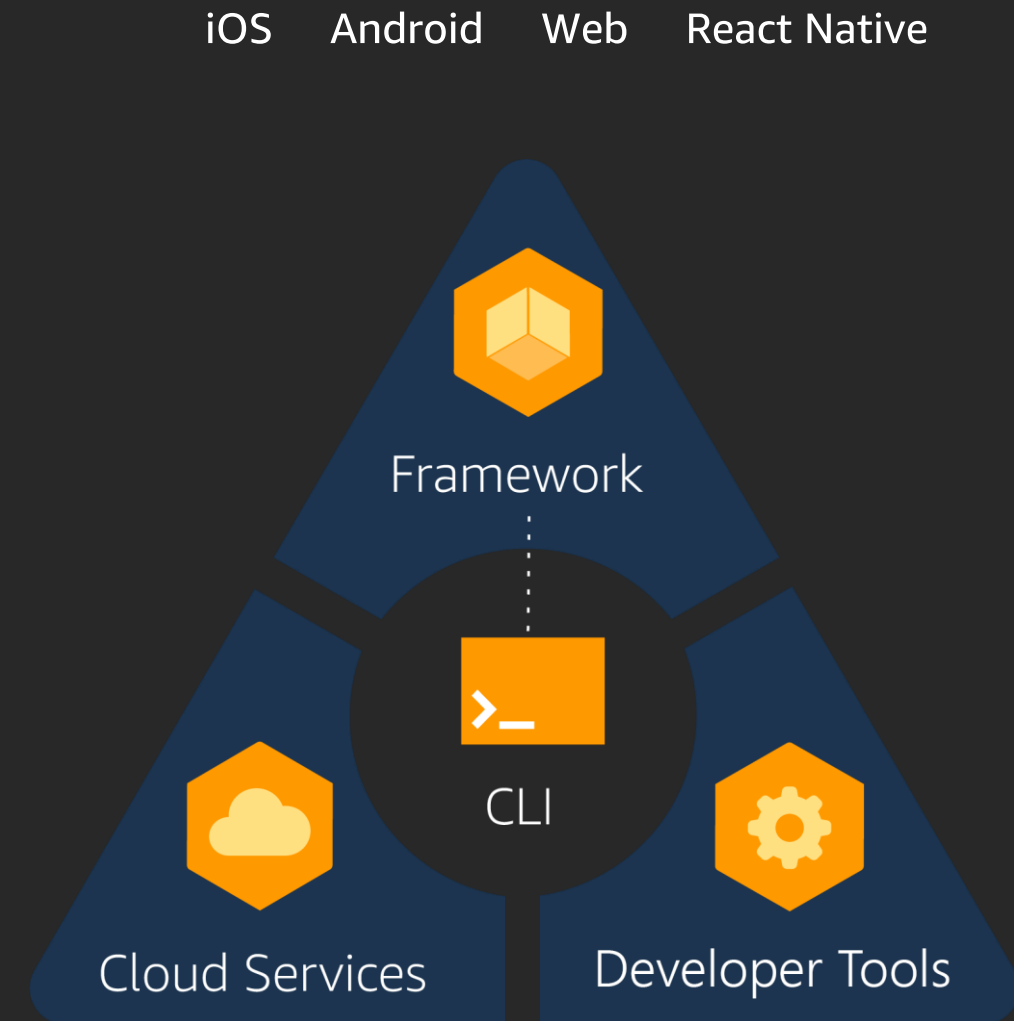 iOS Android Web React Native
Framework
>_
CLI
Cloud Services
Developer Tools